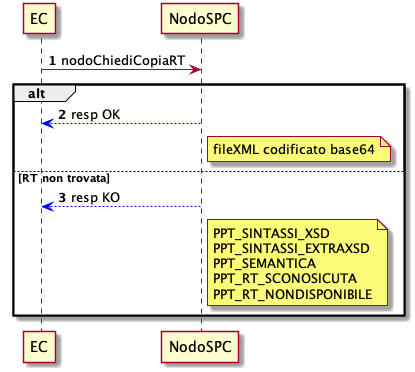 EC NodoSPC
1 nodoChiediCopiaRT
alt
2 resp OK
fileXML codificato base64
[RT non trovata]
3 resp KO
PPT_SINTASSI_XSD
PPT_SINTASSI_EXTRAXSD
PPT_SEMANTICA
PPT_RT_SCONOSICUTA
PPT_RT_NONDISPONIBILE
EC NodoSPC